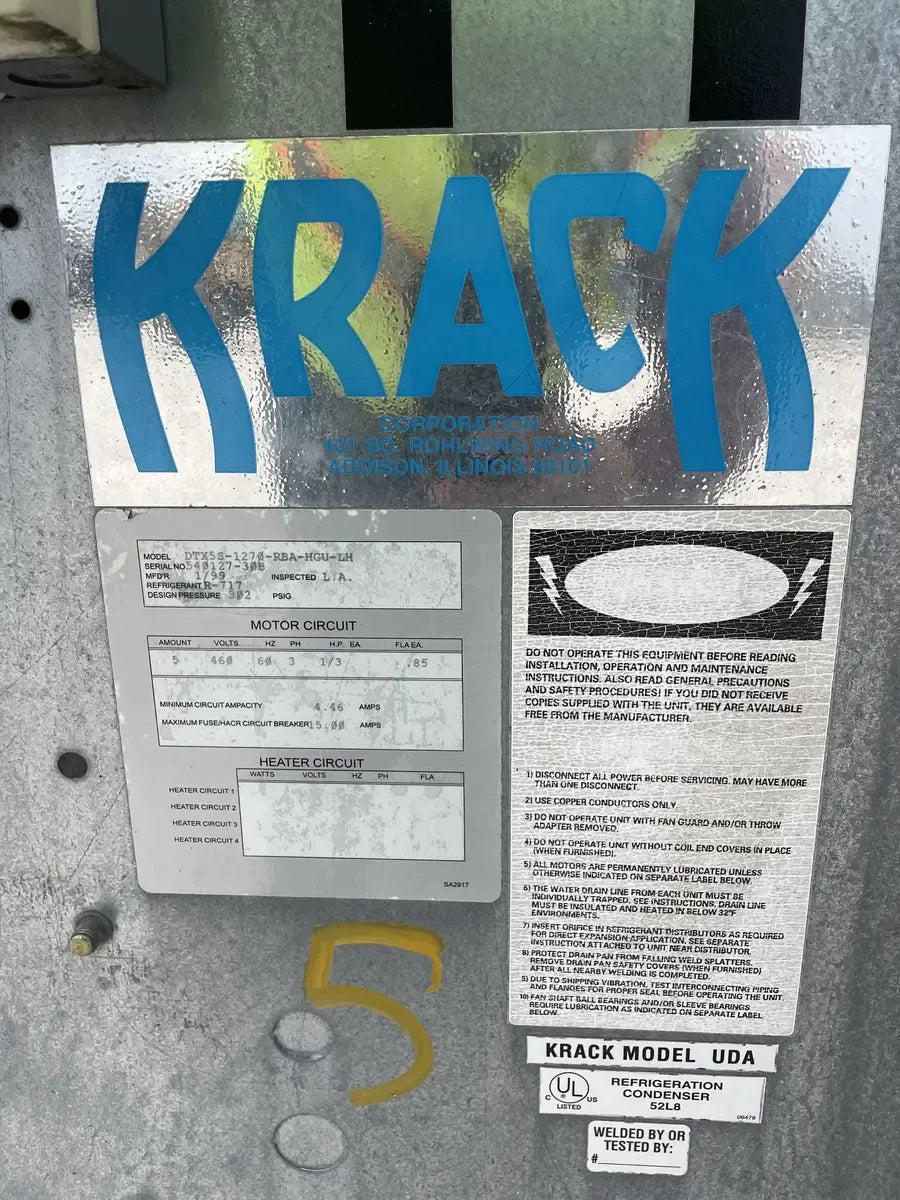 KRACK
CORPORATION
401 SO. ROHLWING ROAD
ADDISON, ILLINOIS 60101
MODEL DTX5S-1270-RBA-HGU-LH
SERIAL NO. 540127-30B
MFD'R 1/99 INSPECTED L.A.
REFRIGERANT R-717
DESIGN PRESSURE 302 PSIG
MOTOR CIRCUIT
AMOUNT VOLTS HZ PH H.P. EA. FLA EA.
5 460 60 3 1/3 .85
MINIMUM CIRCUIT AMPACITY 4.46 AMPS
MAXIMUM FUSE/HACR CIRCUIT BREAKER 15.00 AMPS
HEATER CIRCUIT
WATTS VOLTS HZ PH FLA
HEATER CIRCUIT 1
HEATER CIRCUIT 2
HEATER CIRCUIT 3
HEATER CIRCUIT 4
SA2917
DO NOT OPERATE THIS EQUIPMENT BEFORE READING
INSTALLATION, OPERATION AND MAINTENANCE
INSTRUCTIONS. ALSO READ GENERAL PRECAUTIONS
AND SAFETY PROCEDURES! IF YOU DID NOT RECEIVE
COPIES SUPPLIED WITH THE UNIT, THEY ARE AVAILABLE
FREE FROM THE MANUFACTURER.
1) DISCONNECT ALL POWER BEFORE SERVICING. MAY HAVE MORE
THAN ONE DISCONNECT.
2) USE COPPER CONDUCTORS ONLY.
3) DO NOT OPERATE UNIT WITH FAN GUARD AND/OR THROW
ADAPTER REMOVED.
4) DO NOT OPERATE UNIT WITHOUT COIL END COVERS IN PLACE
(WHEN FURNISHED).
5) ALL MOTORS ARE PERMANENTLY LUBRICATED UNLESS
OTHERWISE INDICATED ON SEPARATE LABEL BELOW.
6) THE WATER DRAIN LINE FROM EACH UNIT MUST BE
INDIVIDUALLY TRAPPED. SEE INSTRUCTIONS. DRAIN LINE
MUST BE INSULATED AND HEATED IN BELOW 32°F
ENVIRONMENTS.
7) INSERT ORIFICE IN REFRIGERANT DISTRIBUTORS AS REQUIRED
FOR DIRECT EXPANSION APPLICATION. SEE SEPARATE
INSTRUCTION ATTACHED TO UNIT NEAR DISTRIBUTOR.
8) PROTECT DRAIN PAN FROM FALLING WELD SPLATTERS.
REMOVE DRAIN PAN SAFETY COVERS (WHEN FURNISHED)
AFTER ALL NEARBY WELDING IS COMPLETED.
9) DUE TO SHIPPING VIBRATION, TEST INTERCONNECTING PIPING
AND FLANGES FOR PROPER SEAL BEFORE OPERATING THE UNIT.
10) FAN SHAFT BALL BEARINGS AND/OR SLEEVE BEARINGS
REQUIRE LUBRICATION AS INDICATED ON SEPARATE LABEL
BELOW.
5
KRACK MODEL UDA
C UL US
LISTED
REFRIGERATION
CONDENSER
52L8
06478
WELDED BY OR
TESTED BY:
#